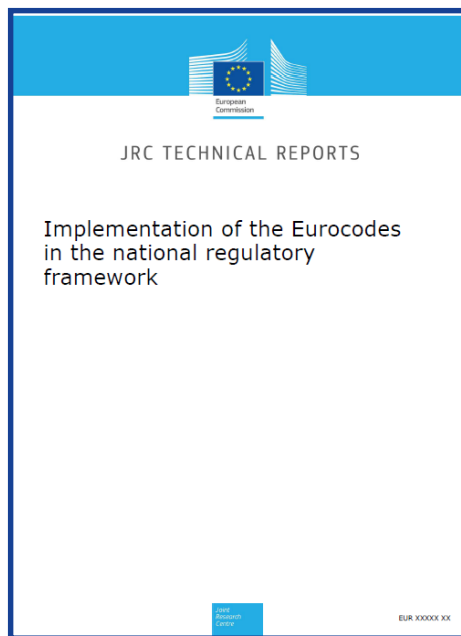 European
Commission
JRC TECHNICAL REPORTS
Implementation of the Eurocodes
in the national regulatory
framework
Joint
Research
Centre
EUR XXXXX XX